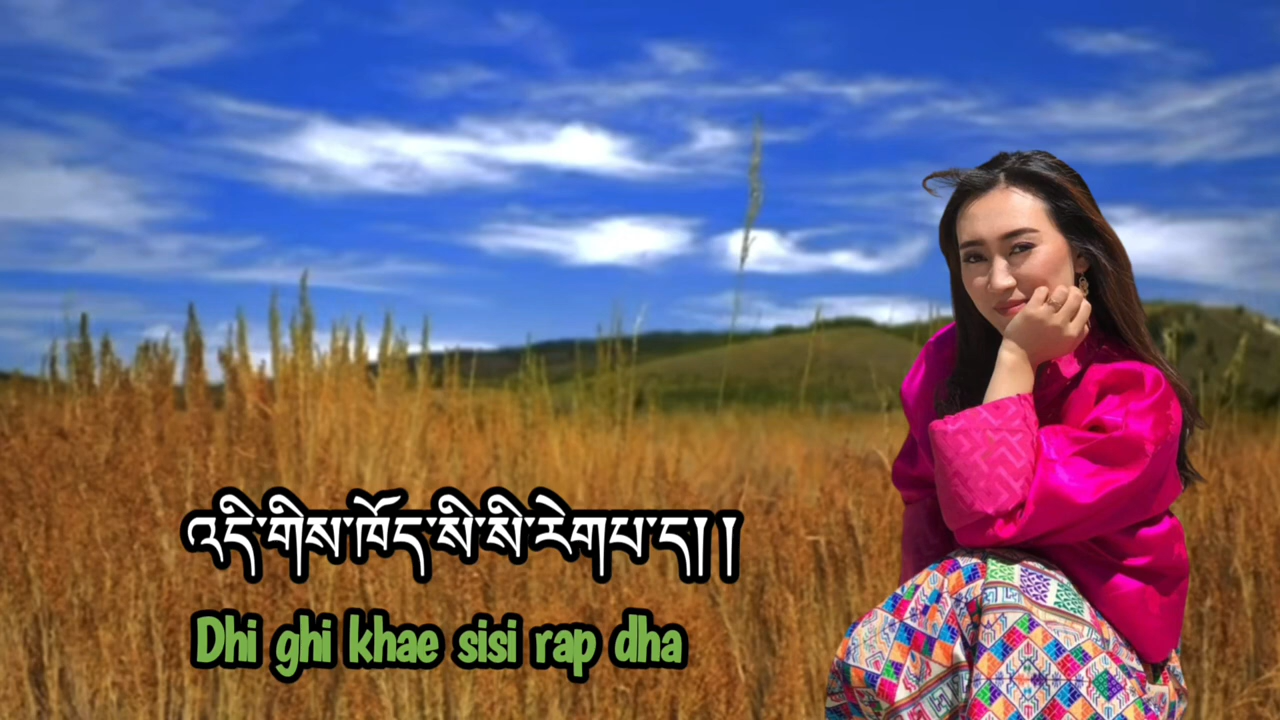 འདི་གིས་ཁོད་སི་སི་རེགཔ་ད། །
Dhi ghi khae sisi rap dha